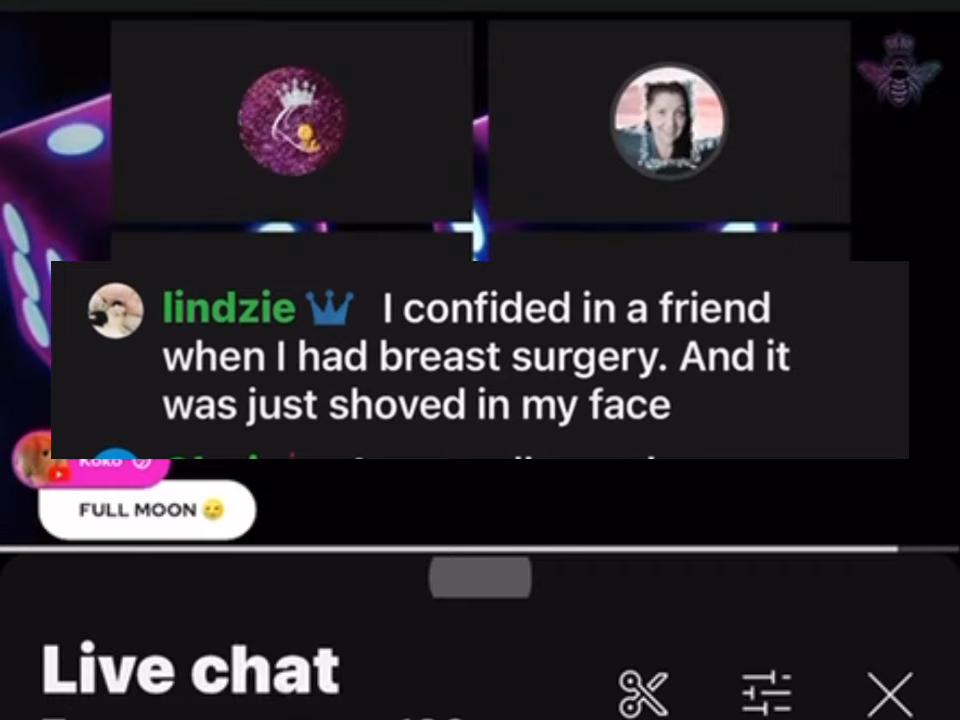 lindzie I confided in a friend
when I had breast surgery. And it
was just shoved in my face
Koko
FULL MOON
Live chat